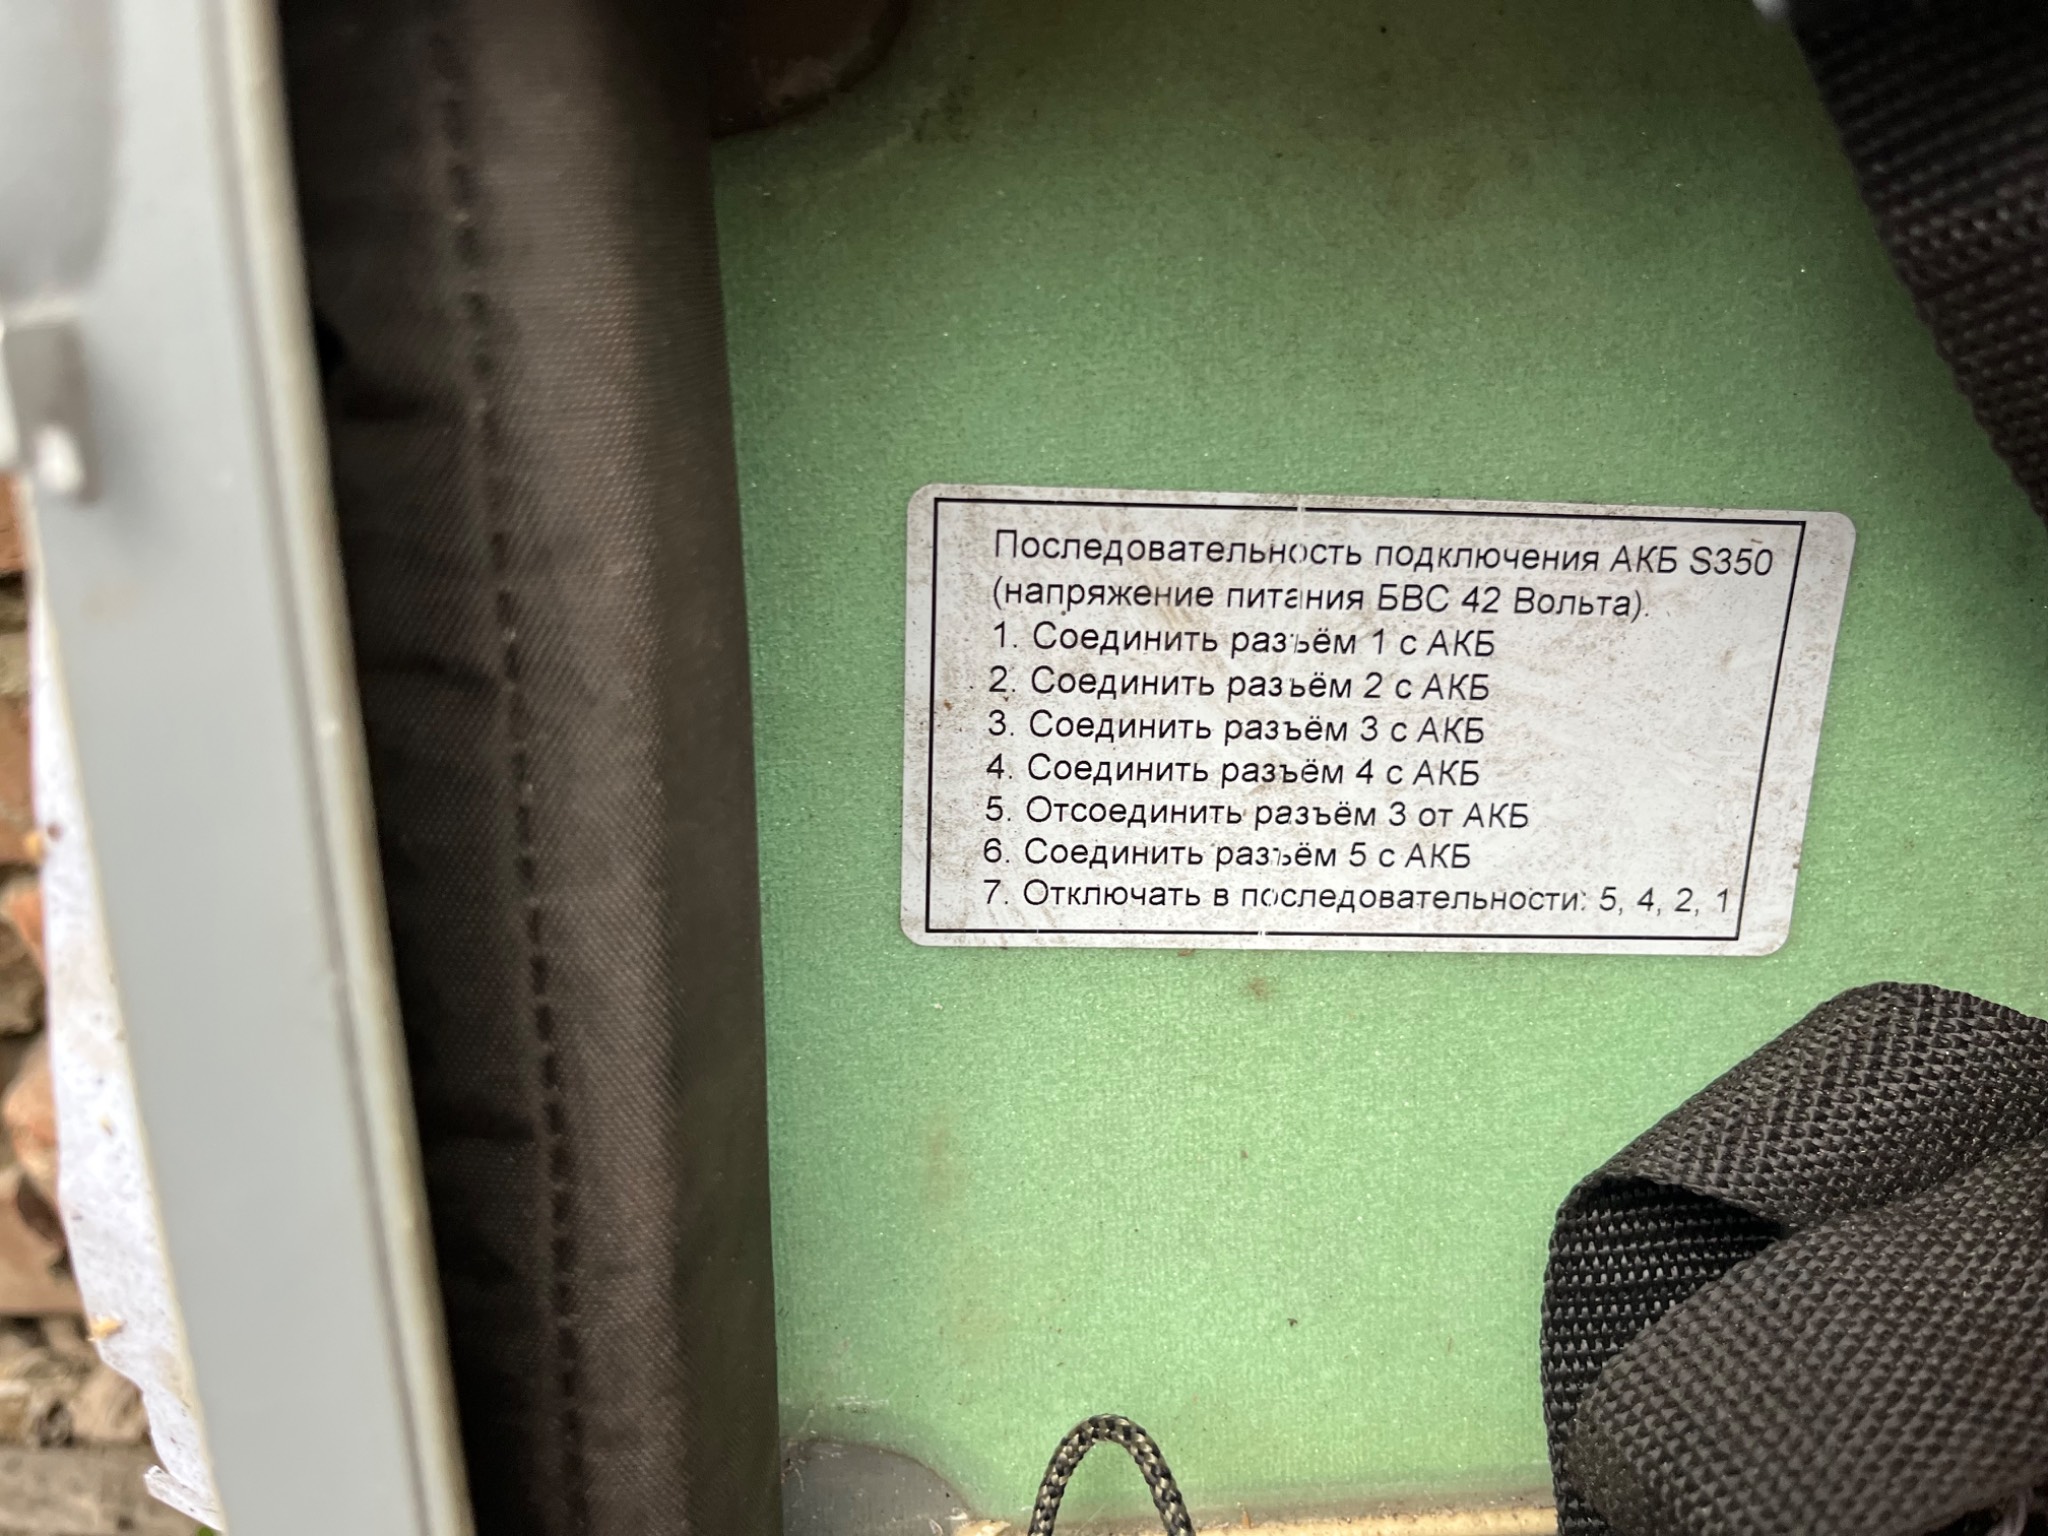 Последовательность подключения АКБ S350
(напряжение питания БВС 42 Вольта).
1. Соединить разъём 1 с АКБ
2. Соединить разъём 2 с АКБ
3. Соединить разъём 3 с АКБ
4. Соединить разъём 4 с АКБ
5. Отсоединить разъём 3 от АКБ
6. Соединить разъём 5 с АКБ
7. Отключать в последовательности: 5, 4, 2, 1